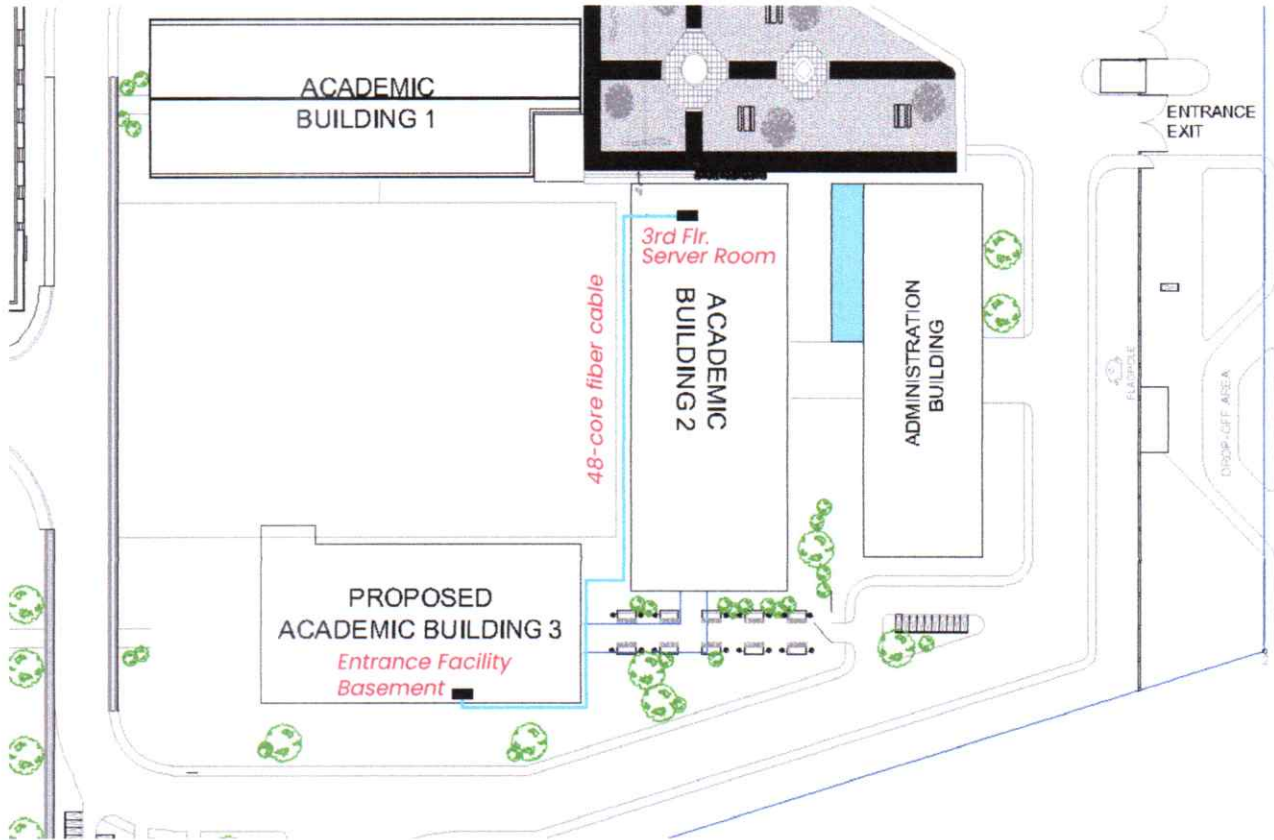 ACADEMIC
BUILDING 1
ENTRANCE
EXIT
3rd Flr.
Server Room
48-core fiber cable
ACADEMIC
BUILDING 2
ADMINISTRATION
BUILDING
FLAGPOLE
DROP-OFF AREA
PROPOSED
ACADEMIC BUILDING 3
Entrance Facility
Basement